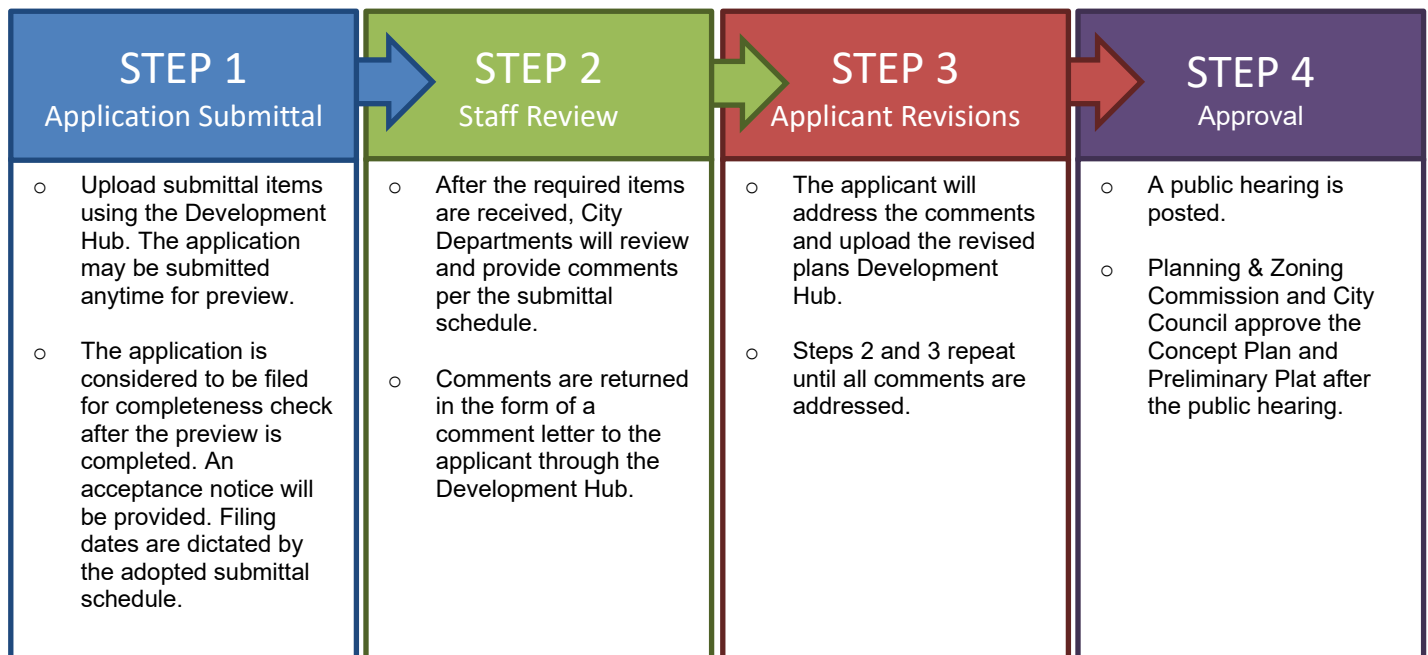 STEP 1
Application Submittal
○ Upload submittal items
using the Development
Hub. The application
may be submitted
anytime for preview.
○ The application is
considered to be filed
for completeness check
after the preview is
completed. An
acceptance notice will
be provided. Filing
dates are dictated by
the adopted submittal
schedule.
STEP 2
Staff Review
○ After the required items
are received, City
Departments will review
and provide comments
per the submittal
schedule.
○ Comments are returned
in the form of a
comment letter to the
applicant through the
Development Hub.
STEP 3
Applicant Revisions
○ The applicant will
address the comments
and upload the revised
plans Development
Hub.
○ Steps 2 and 3 repeat
until all comments are
addressed.
STEP 4
Approval
○ A public hearing is
posted.
○ Planning & Zoning
Commission and City
Council approve the
Concept Plan and
Preliminary Plat after
the public hearing.